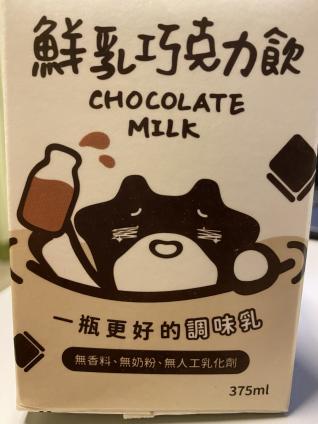 鮮乳巧克力飲
CHOCOLATE
MILK
一瓶更好的調味乳
無香料、無奶粉、無人工乳化劑
375ml